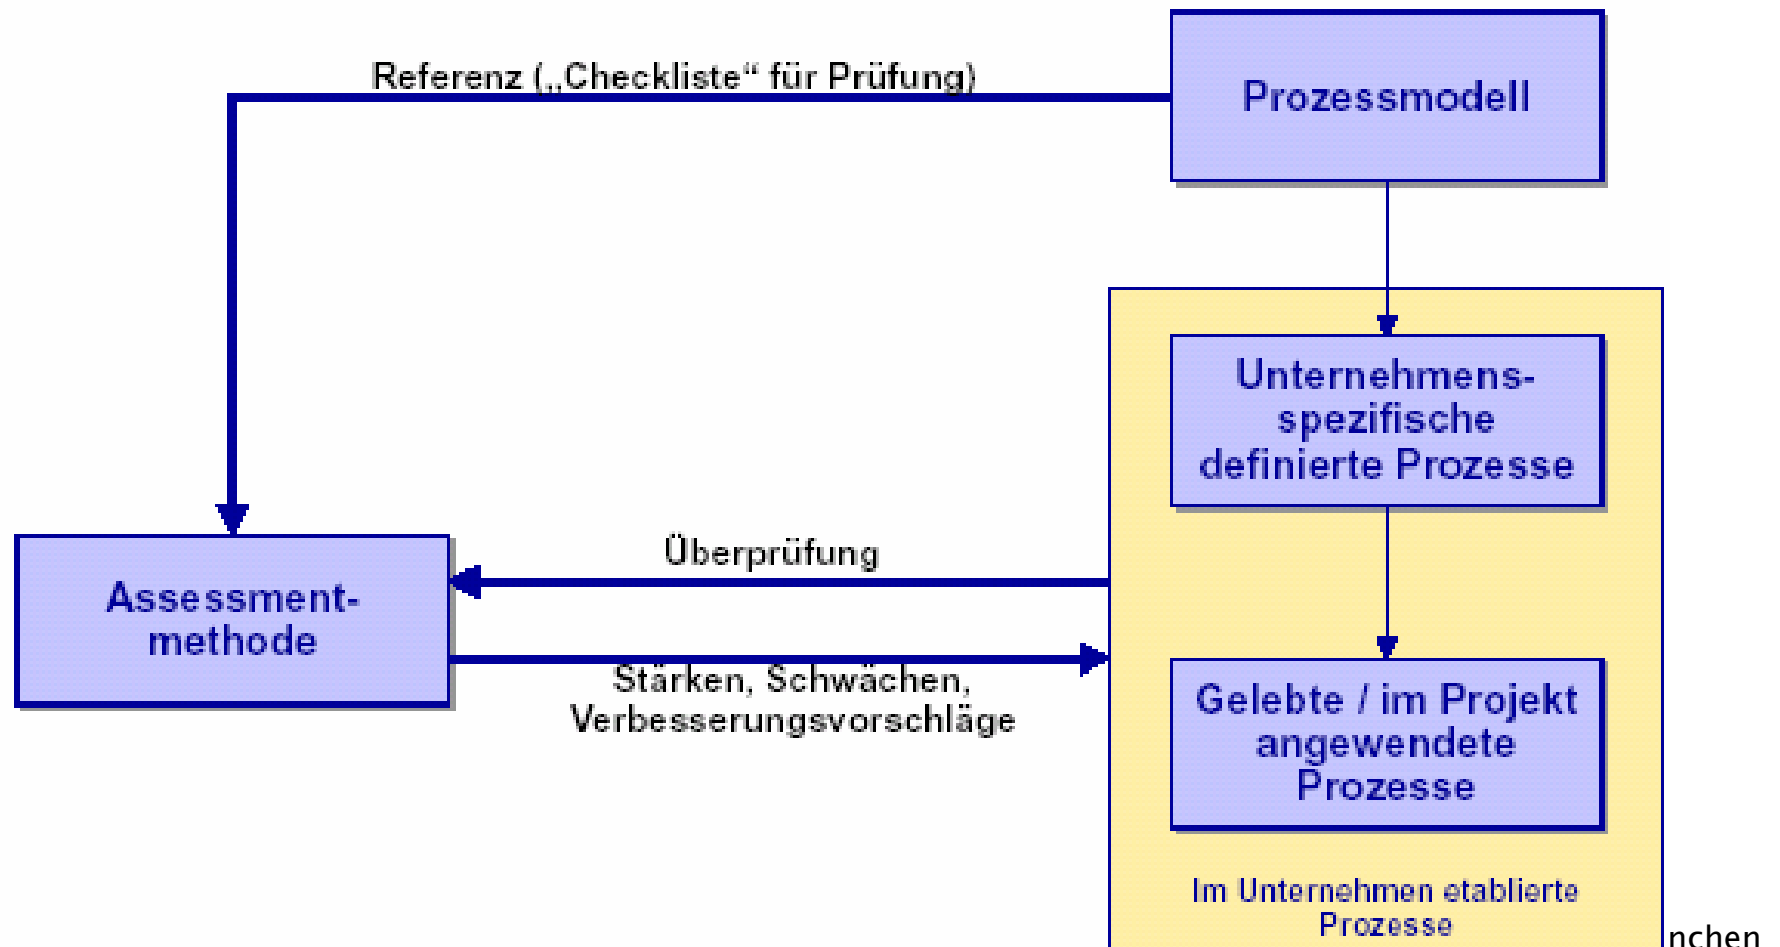 Referenz („Checkliste“ für Prüfung)
Prozessmodell
Unternehmens-
spezifische
definierte Prozesse
Überprüfung
Assessment-
methode
Stärken, Schwächen,
Verbesserungsvorschläge
Gelebte / im Projekt
angewendete
Prozesse
Im Unternehmen etablierte
Prozesse
nchen